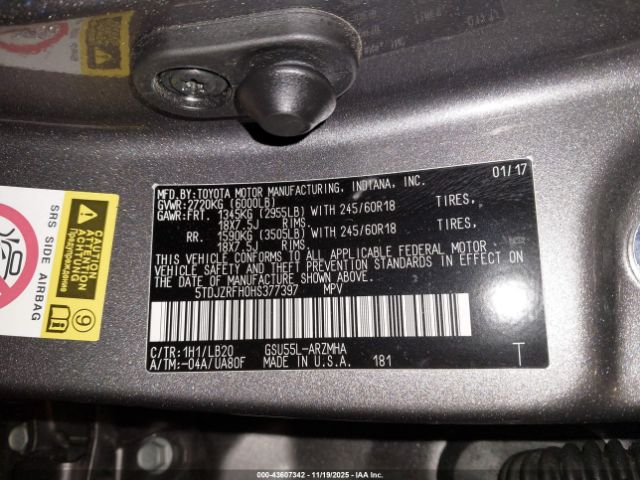 MFD.BY:TOYOTA MOTOR MANUFACTURING, INDIANA, INC. 01/17
GVWR:2720KG (6000LB)
GAWR:FRT. 1345KG (2955LB) WITH 245/60R18 TIRES,
18X7.5J RIMS
RR. 1590KG (3505LB) WITH 245/60R18 TIRES,
18X7.5J RIMS
THIS VEHICLE CONFORMS TO ALL APPLICABLE FEDERAL MOTOR
VEHICLE SAFETY AND THEFT PREVENTION STANDARDS IN EFFECT ON
THE DATE OF MANUFACTURE SHOWN ABOVE.
5TDJZRFH0HS377397 MPV
C/TR:1H1/LB20 GSU55L-ARZMHA
A/TM:-04A/UA80F MADE IN U.S.A. 181 T
SRS SIDE AIRBAG
CAUTION
ACHTUNG
9
000-43607342 - 11/19/2025 - IAA Inc.